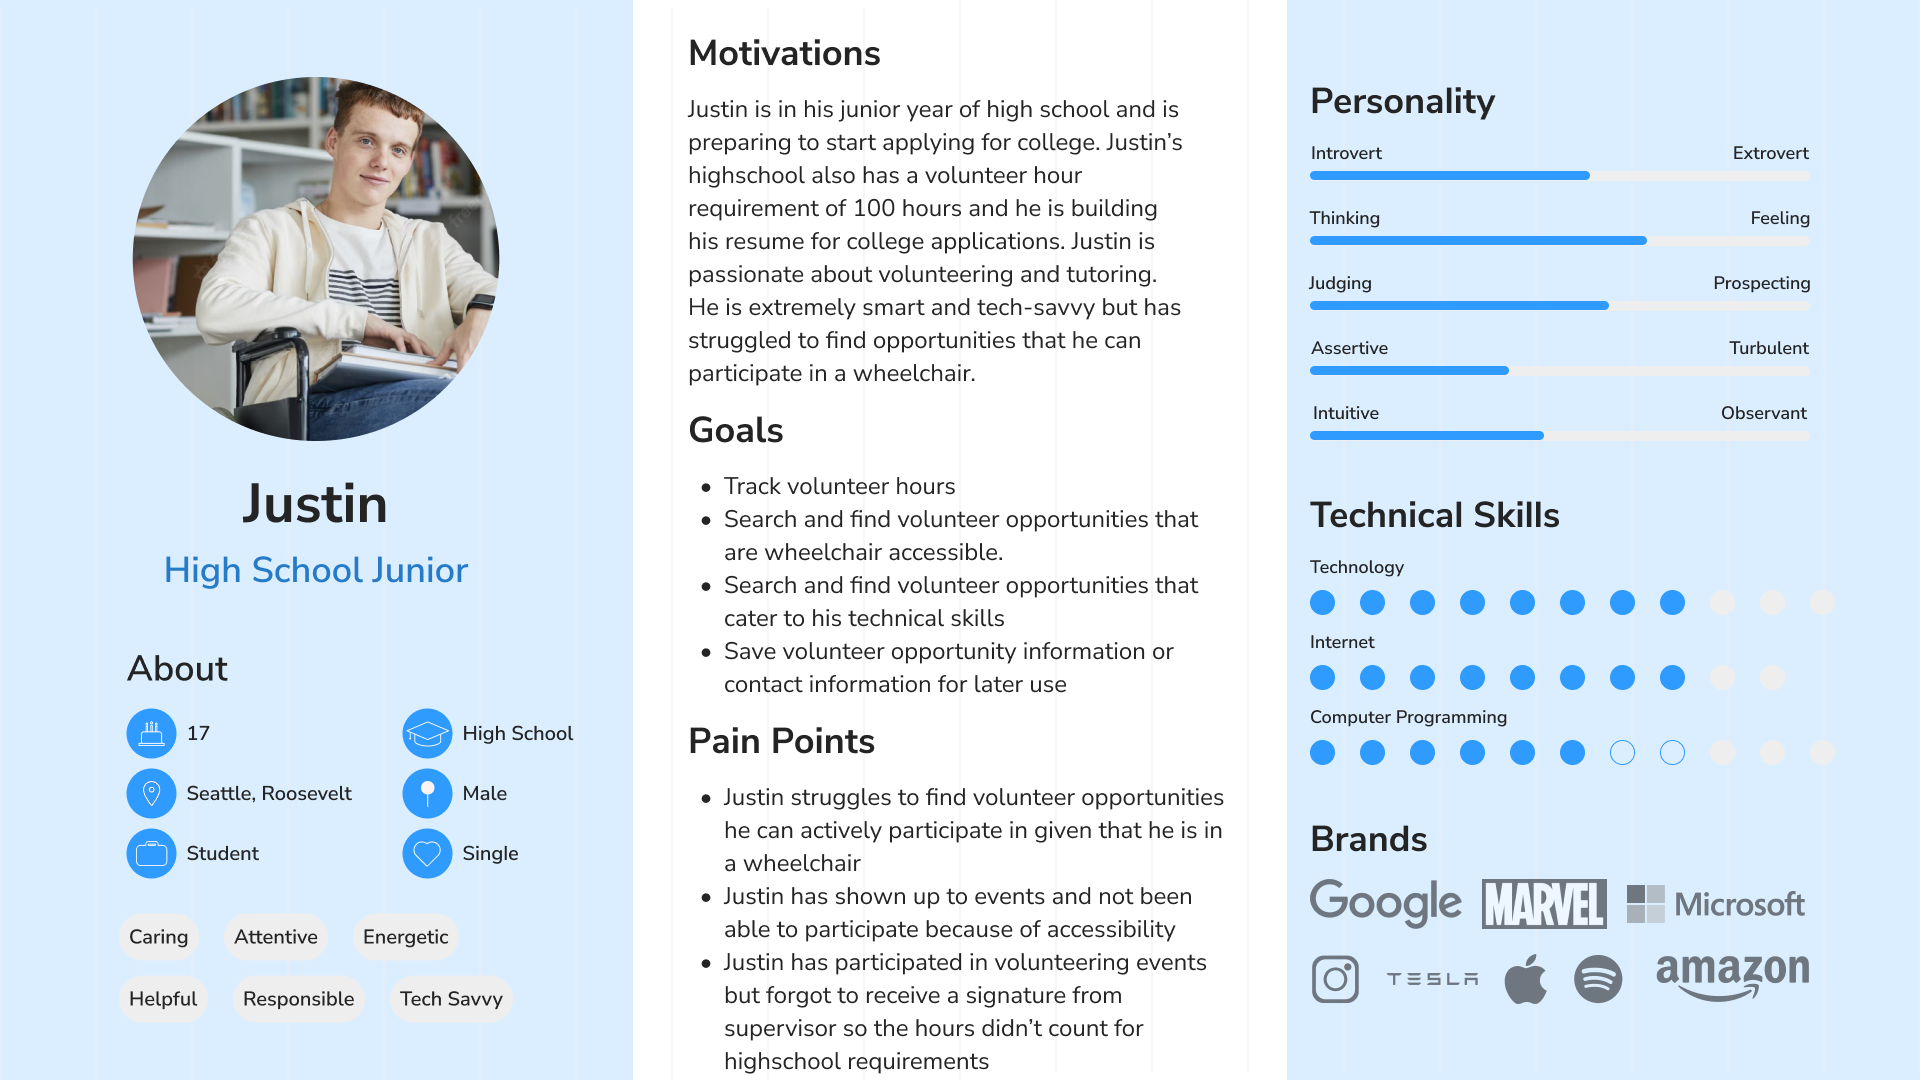 Justin
High School Junior
About
17
High School
Seattle, Roosevelt
Male
Student
Single
Caring
Attentive
Energetic
Helpful
Responsible
Tech Savvy
Motivations
Justin is in his junior year of high school and is
preparing to start applying for college. Justin’s
highschool also has a volunteer hour
requirement of 100 hours and he is building
his resume for college applications. Justin is
passionate about volunteering and tutoring.
He is extremely smart and tech-savvy but has
struggled to find opportunities that he can
participate in a wheelchair.
Goals
• Track volunteer hours
• Search and find volunteer opportunities that
are wheelchair accessible.
• Search and find volunteer opportunities that
cater to his technical skills
• Save volunteer opportunity information or
contact information for later use
Pain Points
• Justin struggles to find volunteer opportunities
he can actively participate in given that he is in
a wheelchair
• Justin has shown up to events and not been
able to participate because of accessibility
• Justin has participated in volunteering events
but forgot to receive a signature from
supervisor so the hours didn’t count for
highschool requirements
Personality
Introvert Extrovert
Thinking Feeling
Judging Prospecting
Assertive Turbulent
Intuitive Observant
Technical Skills
Technology
Internet
Computer Programming
Brands
Google MARVEL Microsoft
TESLA amazon